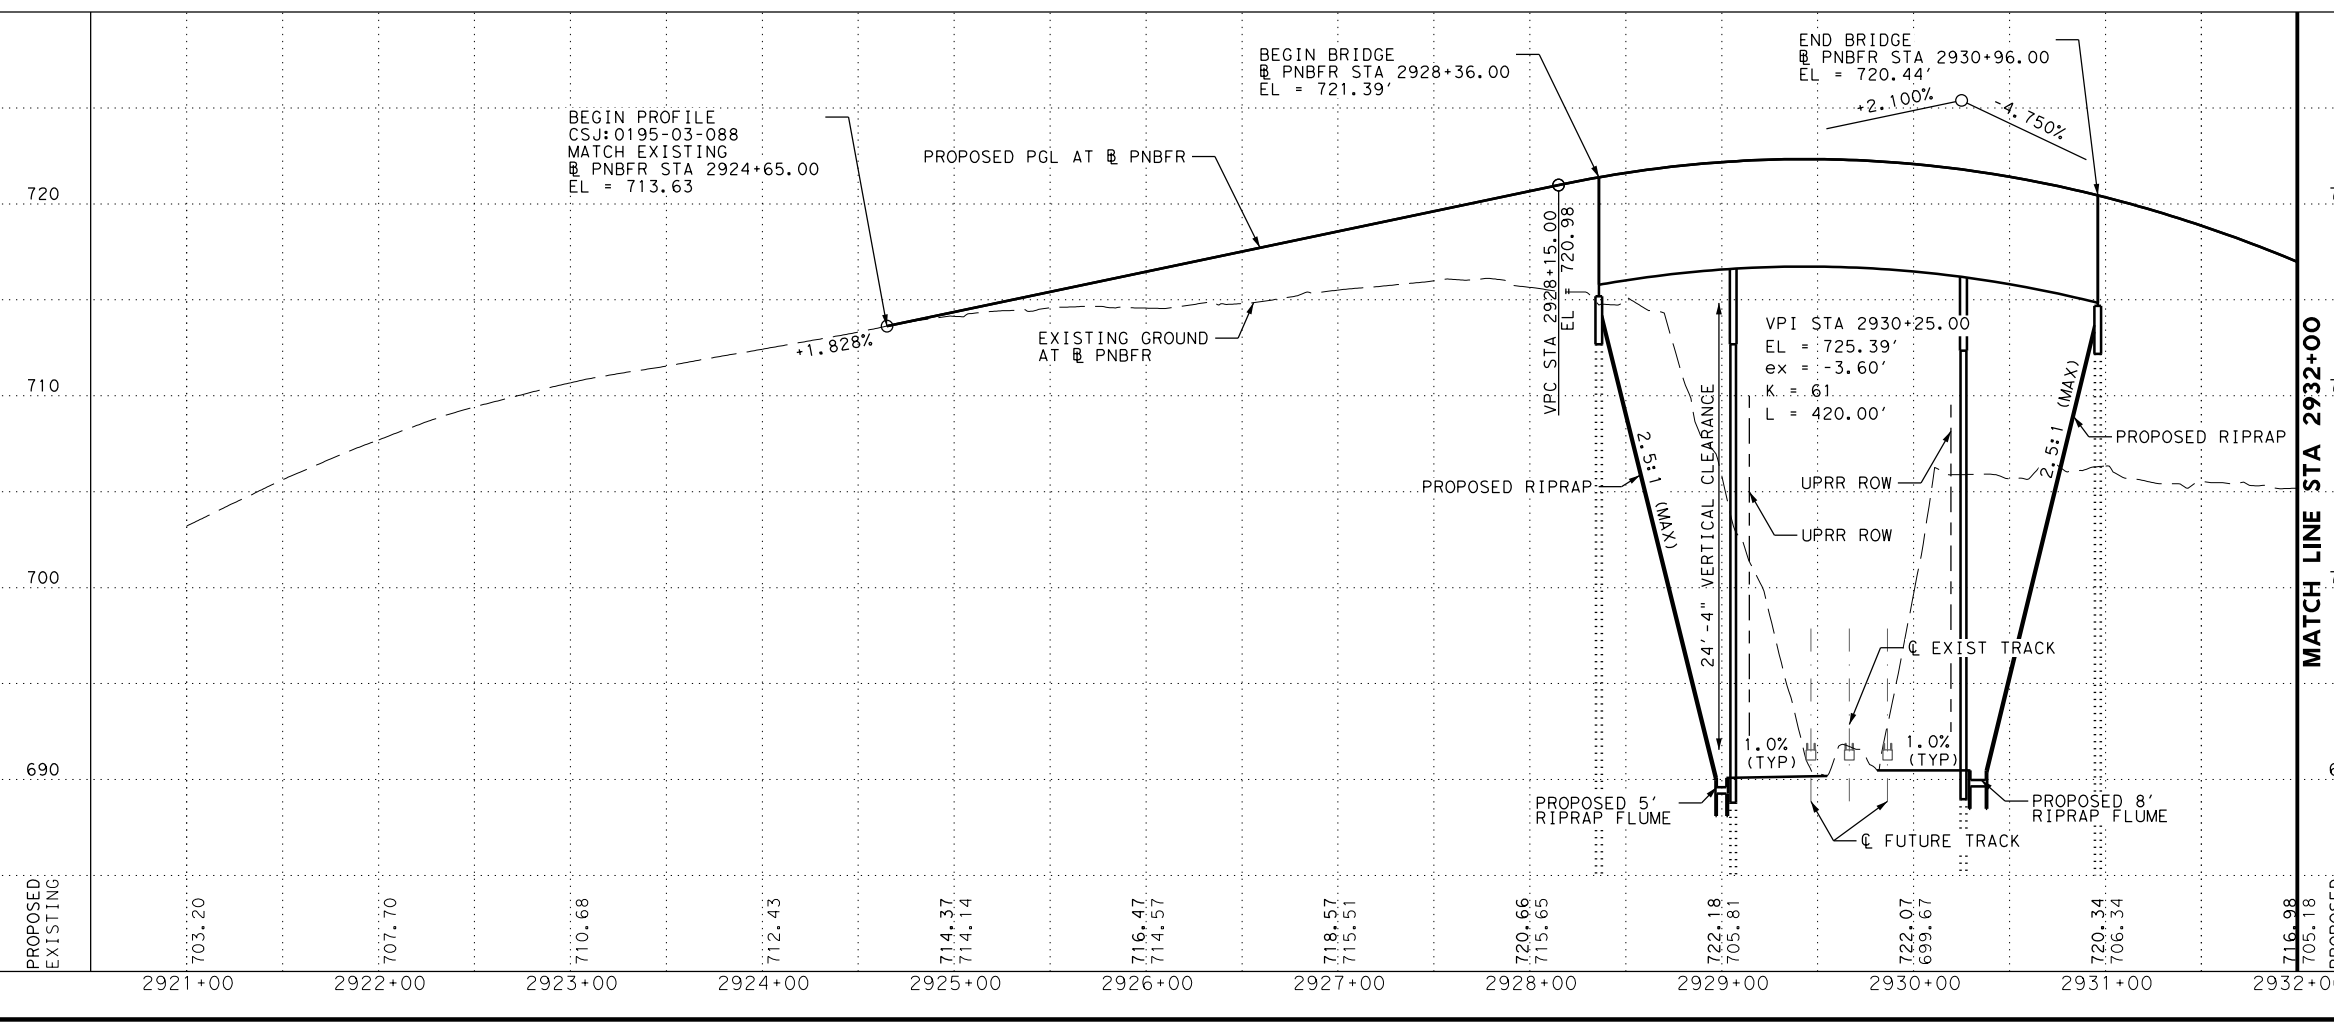 BEGIN PROFILE
CSJ:0195-03-088
MATCH EXISTING
℄ PNBFR STA 2924+65.00
EL = 713.63
PROPOSED PGL AT ℄ PNBFR
BEGIN BRIDGE
℄ PNBFR STA 2928+36.00
EL = 721.39'
END BRIDGE
℄ PNBFR STA 2930+96.00
EL = 720.44'
+2.100%
-4.750%
720
710
700
690
+1.828%
EXISTING GROUND
AT ℄ PNBFR
VPC STA 2928+15.00
EL = 720.98
VPI STA 2930+25.00
EL = 725.39'
ex = -3.60'
K = 61
L = 420.00'
24'-4" VERTICAL CLEARANCE
2.5:1 (MAX)
2.5:1 (MAX)
PROPOSED RIPRAP
PROPOSED RIPRAP
UPRR ROW
UPRR ROW
℄ EXIST TRACK
1.0%
(TYP)
1.0%
(TYP)
PROPOSED 5'
RIPRAP FLUME
PROPOSED 8'
RIPRAP FLUME
℄ FUTURE TRACK
MATCH LINE STA 2932+00
PROPOSED
EXISTING
703.20
707.70
710.68
712.43
714.37
714.14
716.47
714.57
718.57
715.51
720.66
715.65
722.18
705.81
722.07
699.67
720.34
706.34
716.98
705.18
2921+00
2922+00
2923+00
2924+00
2925+00
2926+00
2927+00
2928+00
2929+00
2930+00
2931+00
2932+00